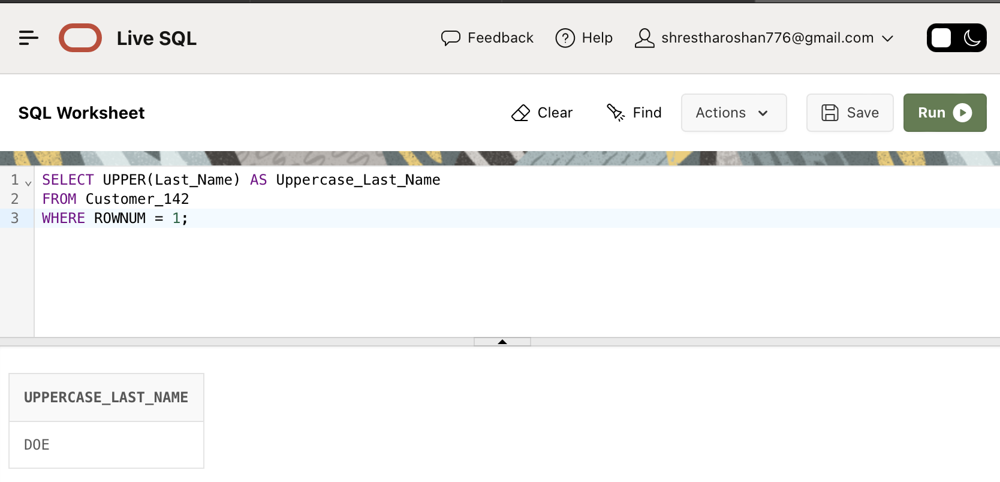 Live SQL
Feedback
Help
shrestharoshan776@gmail.com
SQL Worksheet
Clear
Find
Actions
Save
Run
1 SELECT UPPER(Last_Name) AS Uppercase_Last_Name
2 FROM Customer_142
3 WHERE ROWNUM = 1;
UPPERCASE_LAST_NAME
DOE